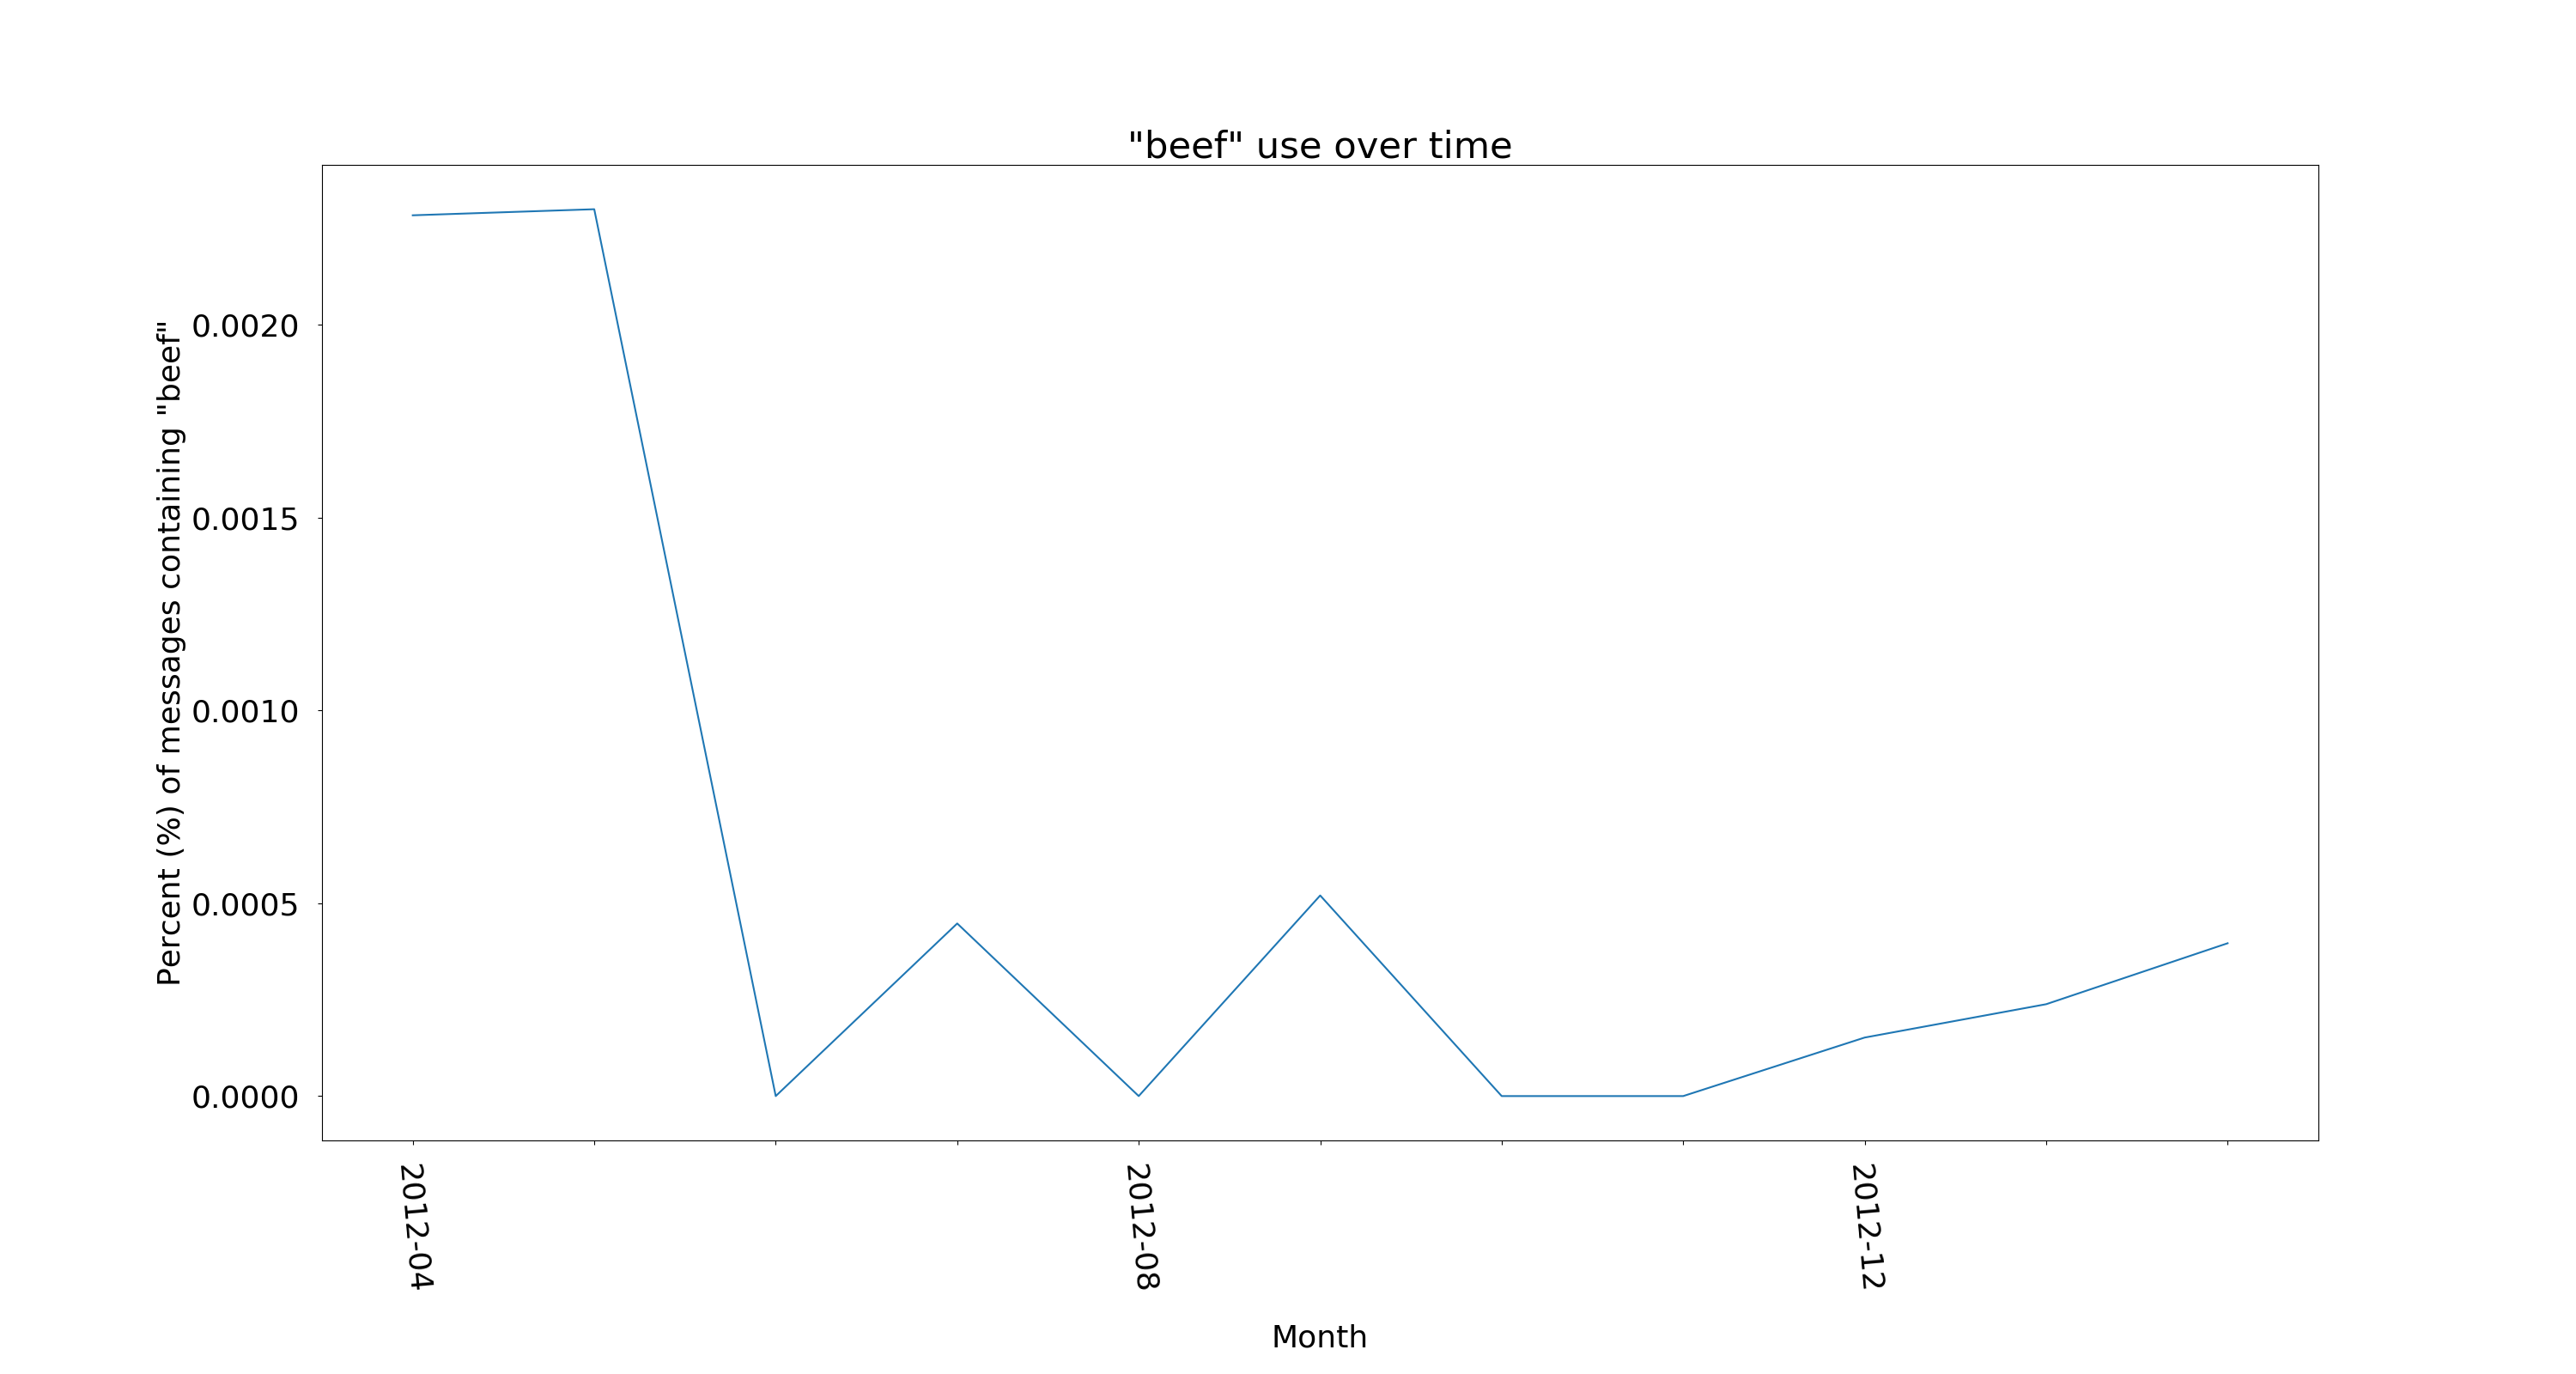 "beef" use over time
Percent (%) of messages containing "beef"
0.0020
0.0015
0.0010
0.0005
0.0000
2012-04
2012-08
2012-12
Month